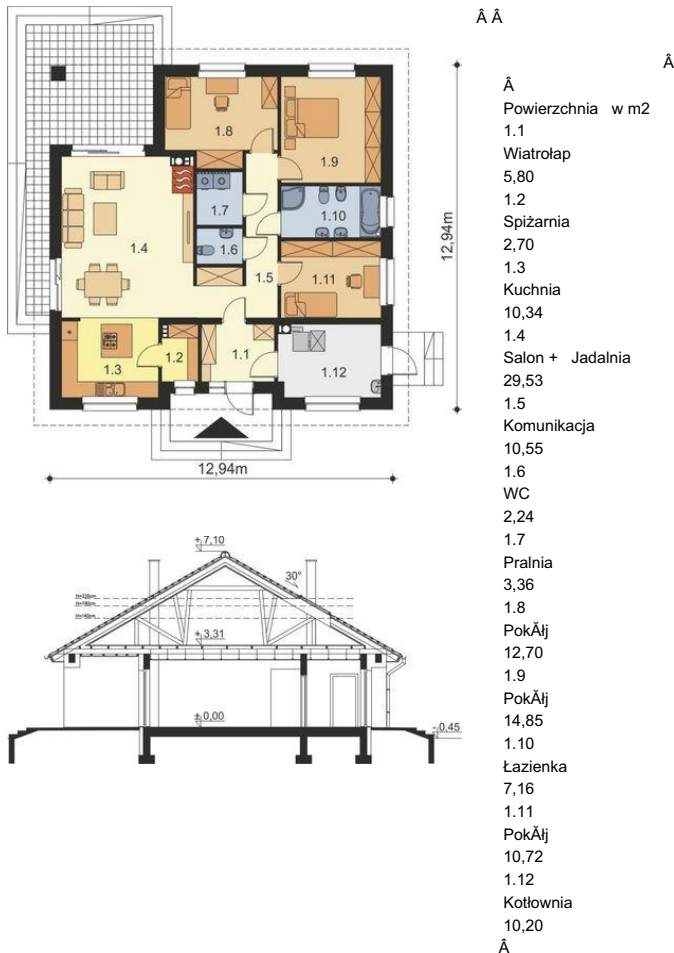 Â Â
Â
Â
Powierzchnia w m2
1.1
Wiatrołap
5,80
1.2
Spiżarnia
2,70
1.3
Kuchnia
10,34
1.4
Salon + Jadalnia
29,53
1.5
Komunikacja
10,55
1.6
WC
2,24
1.7
Pralnia
3,36
1.8
PokĂłj
12,70
1.9
PokĂłj
14,85
1.10
Łazienka
7,16
1.11
PokĂłj
10,72
1.12
Kotłownia
10,20
Â
1.8
1.9
1.7
1.10
1.4
1.6
1.5
1.11
1.2
1.1
1.3
1.12
12,94m
12,94m
+7,10
30°
+3,31
±0,00
-0,45